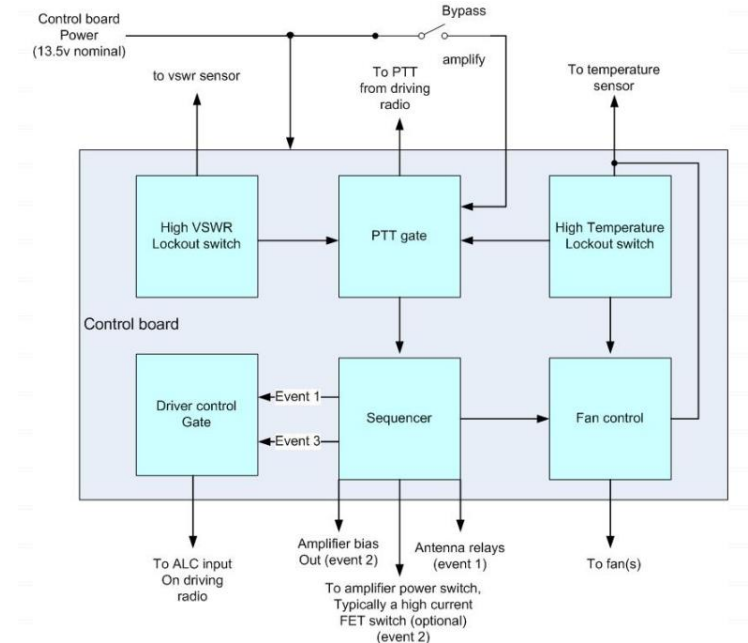 Control board
Power
(13.5v nominal)
Bypass
amplify
to vswr sensor
To PTT
from driving
radio
To temperature
sensor
High VSWR
Lockout switch
PTT gate
High Temperature
Lockout switch
Control board
Driver control
Gate
Event 1
Event 3
Sequencer
Fan control
To ALC input
On driving
radio
Amplifier bias
Out (event 2)
Antenna relays
(event 1)
To fan(s)
To amplifier power switch,
Typically a high current
FET switch (optional)
(event 2)